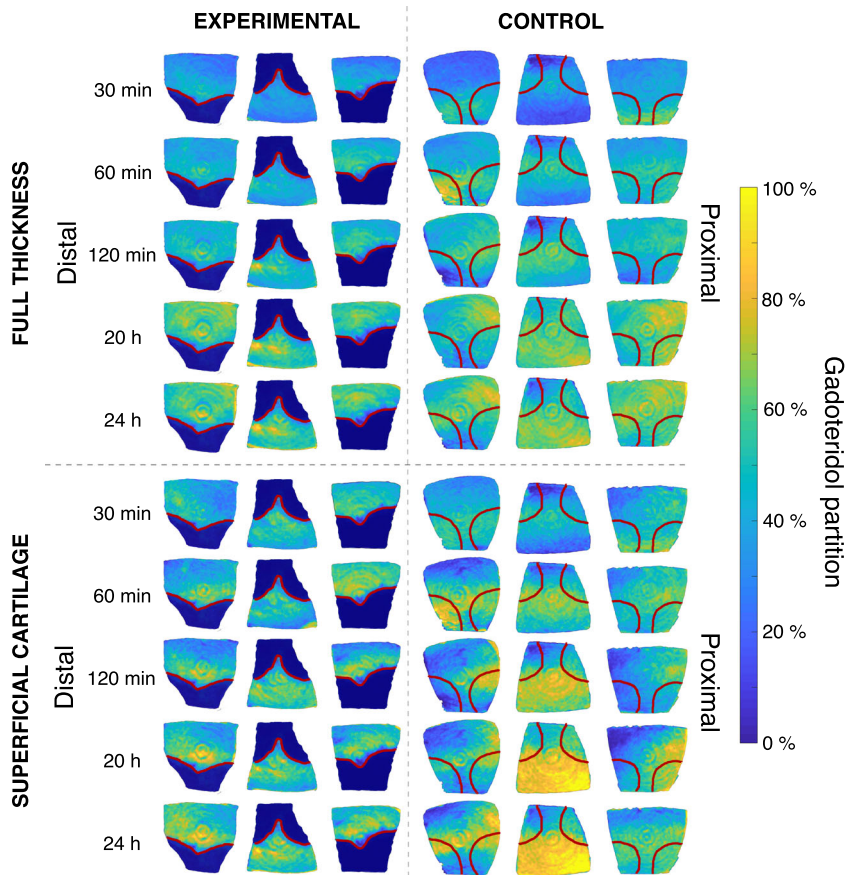 EXPERIMENTAL
CONTROL
FULL THICKNESS
Distal
30 min
60 min
120 min
20 h
24 h
Proximal
SUPERFICIAL CARTILAGE
Distal
30 min
60 min
120 min
20 h
24 h
Proximal
100 %
80 %
60 %
40 %
20 %
0 %
Gadoteridol partition